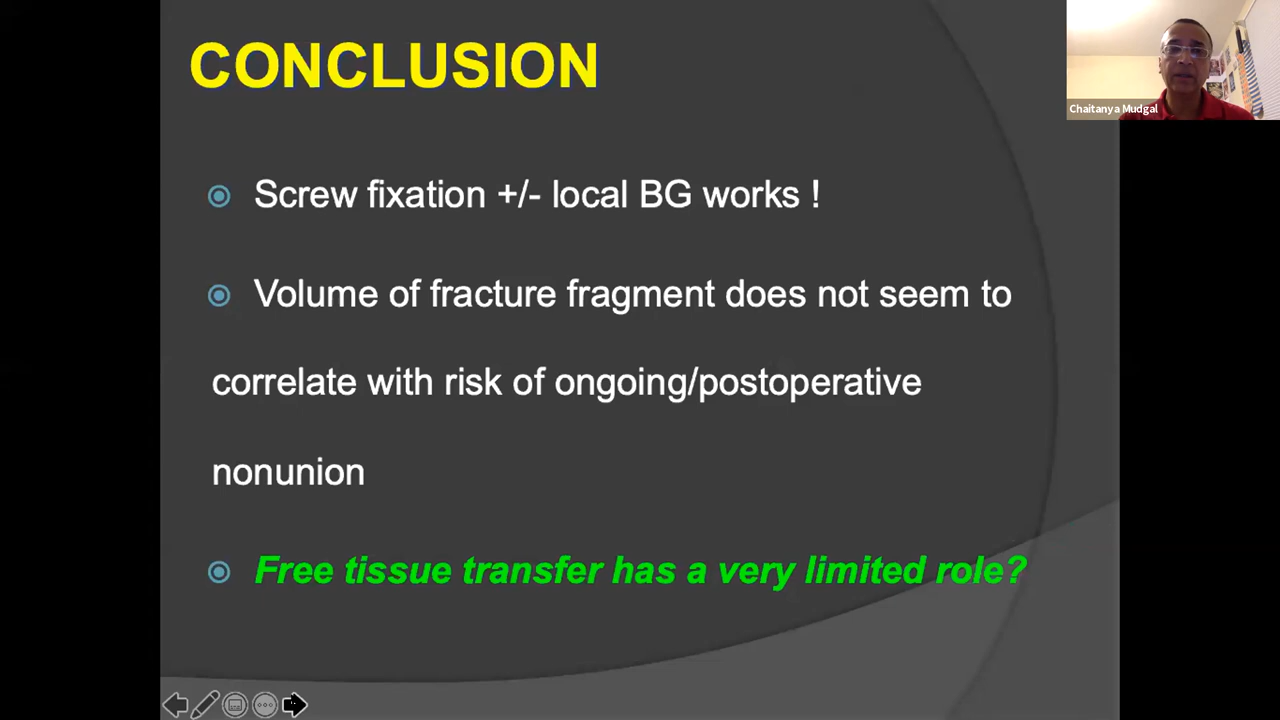 CONCLUSION
Chaitanya Mudgal
Screw fixation +/- local BG works !
Volume of fracture fragment does not seem to
correlate with risk of ongoing/postoperative
nonunion
Free tissue transfer has a very limited role?